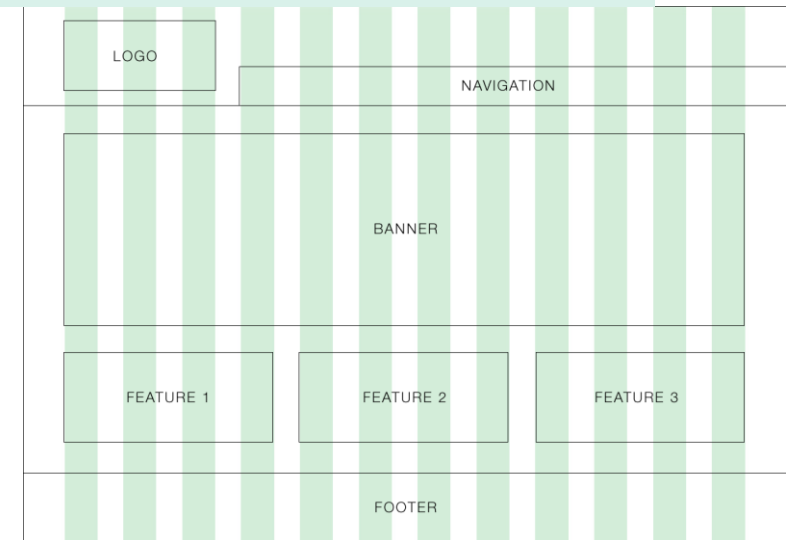 LOGO
NAVIGATION
BANNER
FEATURE 1
FEATURE 2
FEATURE 3
FOOTER